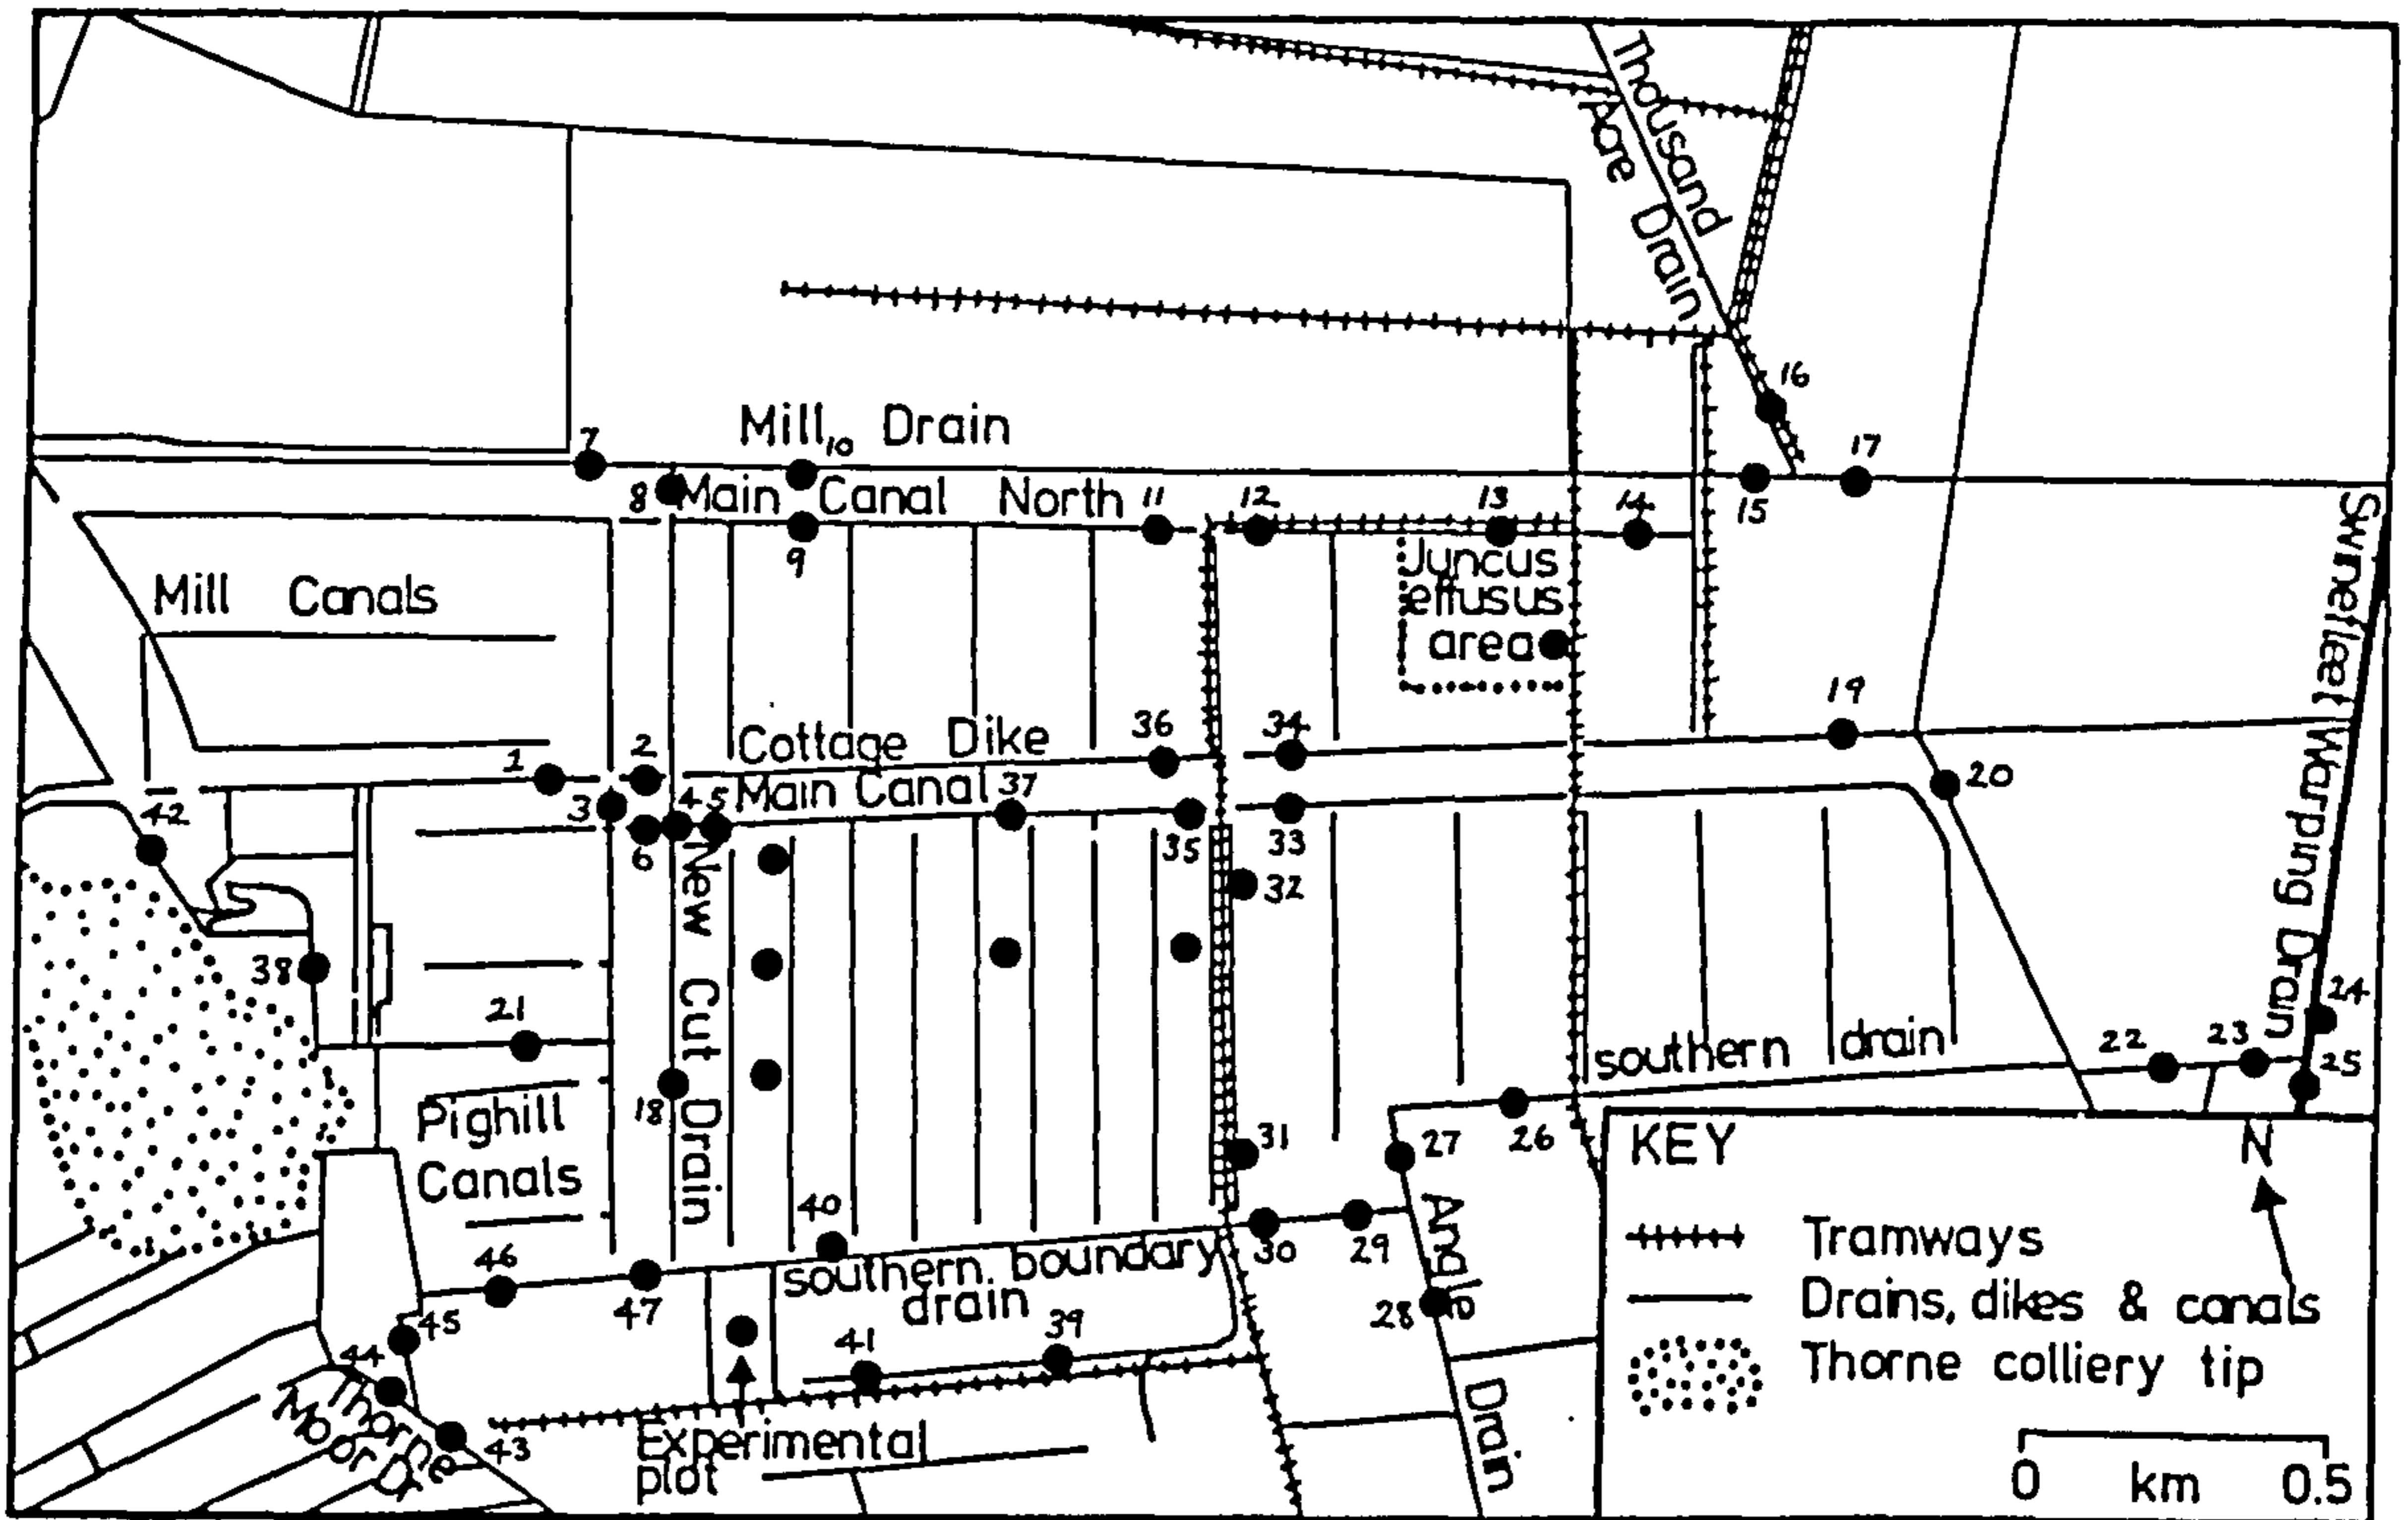 Thousand
Acre Drain
16
Mill Drain
7
10
17
8
Main Canal North
11
12
13
14
15
9
Swinefleet Warping Drain
Juncus
effusus
area
Mill Canals
19
36
34
Cottage Dike
1
2
20
37
Main Canal
3
4
5
42
6
35
33
32
New Cut Drain
38
24
21
southern drain
22
23
25
18
Pighill
Canals
31
27
26
KEY
N
40
Angle Drain
30
29
southern boundary
drain
46
47
28
Tramways
Drains, dikes & canals
45
44
41
39
Thorne colliery tip
Thorne
Moor Dr
43
Experimental
plot
0 km 0.5